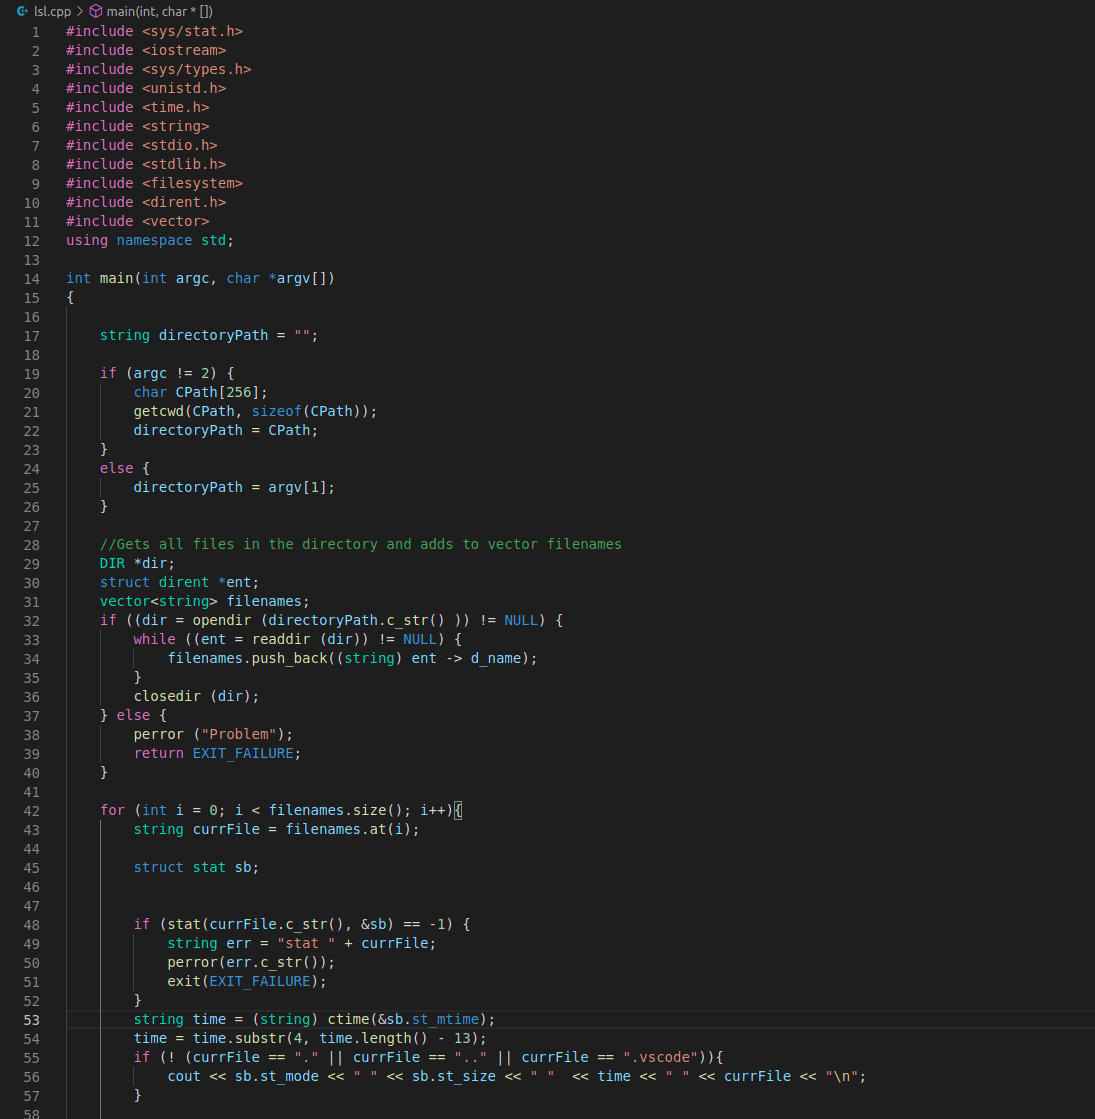 lsl.cpp > main(int, char * [])
1 #include <sys/stat.h>
2 #include <iostream>
3 #include <sys/types.h>
4 #include <unistd.h>
5 #include <time.h>
6 #include <string>
7 #include <stdio.h>
8 #include <stdlib.h>
9 #include <filesystem>
10 #include <dirent.h>
11 #include <vector>
12 using namespace std;
13
14 int main(int argc, char *argv[])
15 {
16
17     string directoryPath = "";
18
19     if (argc != 2) {
20         char CPath[256];
21         getcwd(CPath, sizeof(CPath));
22         directoryPath = CPath;
23     }
24     else {
25         directoryPath = argv[1];
26     }
27
28     //Gets all files in the directory and adds to vector filenames
29     DIR *dir;
30     struct dirent *ent;
31     vector<string> filenames;
32     if ((dir = opendir (directoryPath.c_str() )) != NULL) {
33         while ((ent = readdir (dir)) != NULL) {
34             filenames.push_back((string) ent -> d_name);
35         }
36         closedir (dir);
37     } else {
38         perror ("Problem");
39         return EXIT_FAILURE;
40     }
41
42     for (int i = 0; i < filenames.size(); i++){
43         string currFile = filenames.at(i);
44
45         struct stat sb;
46
47
48         if (stat(currFile.c_str(), &sb) == -1) {
49             string err = "stat " + currFile;
50             perror(err.c_str());
51             exit(EXIT_FAILURE);
52         }
53         string time = (string) ctime(&sb.st_mtime);
54         time = time.substr(4, time.length() - 13);
55         if (! (currFile == "." || currFile == ".." || currFile == ".vscode")){
56             cout << sb.st_mode << " " << sb.st_size << " "  << time << " " << currFile << "\n";
57         }
58